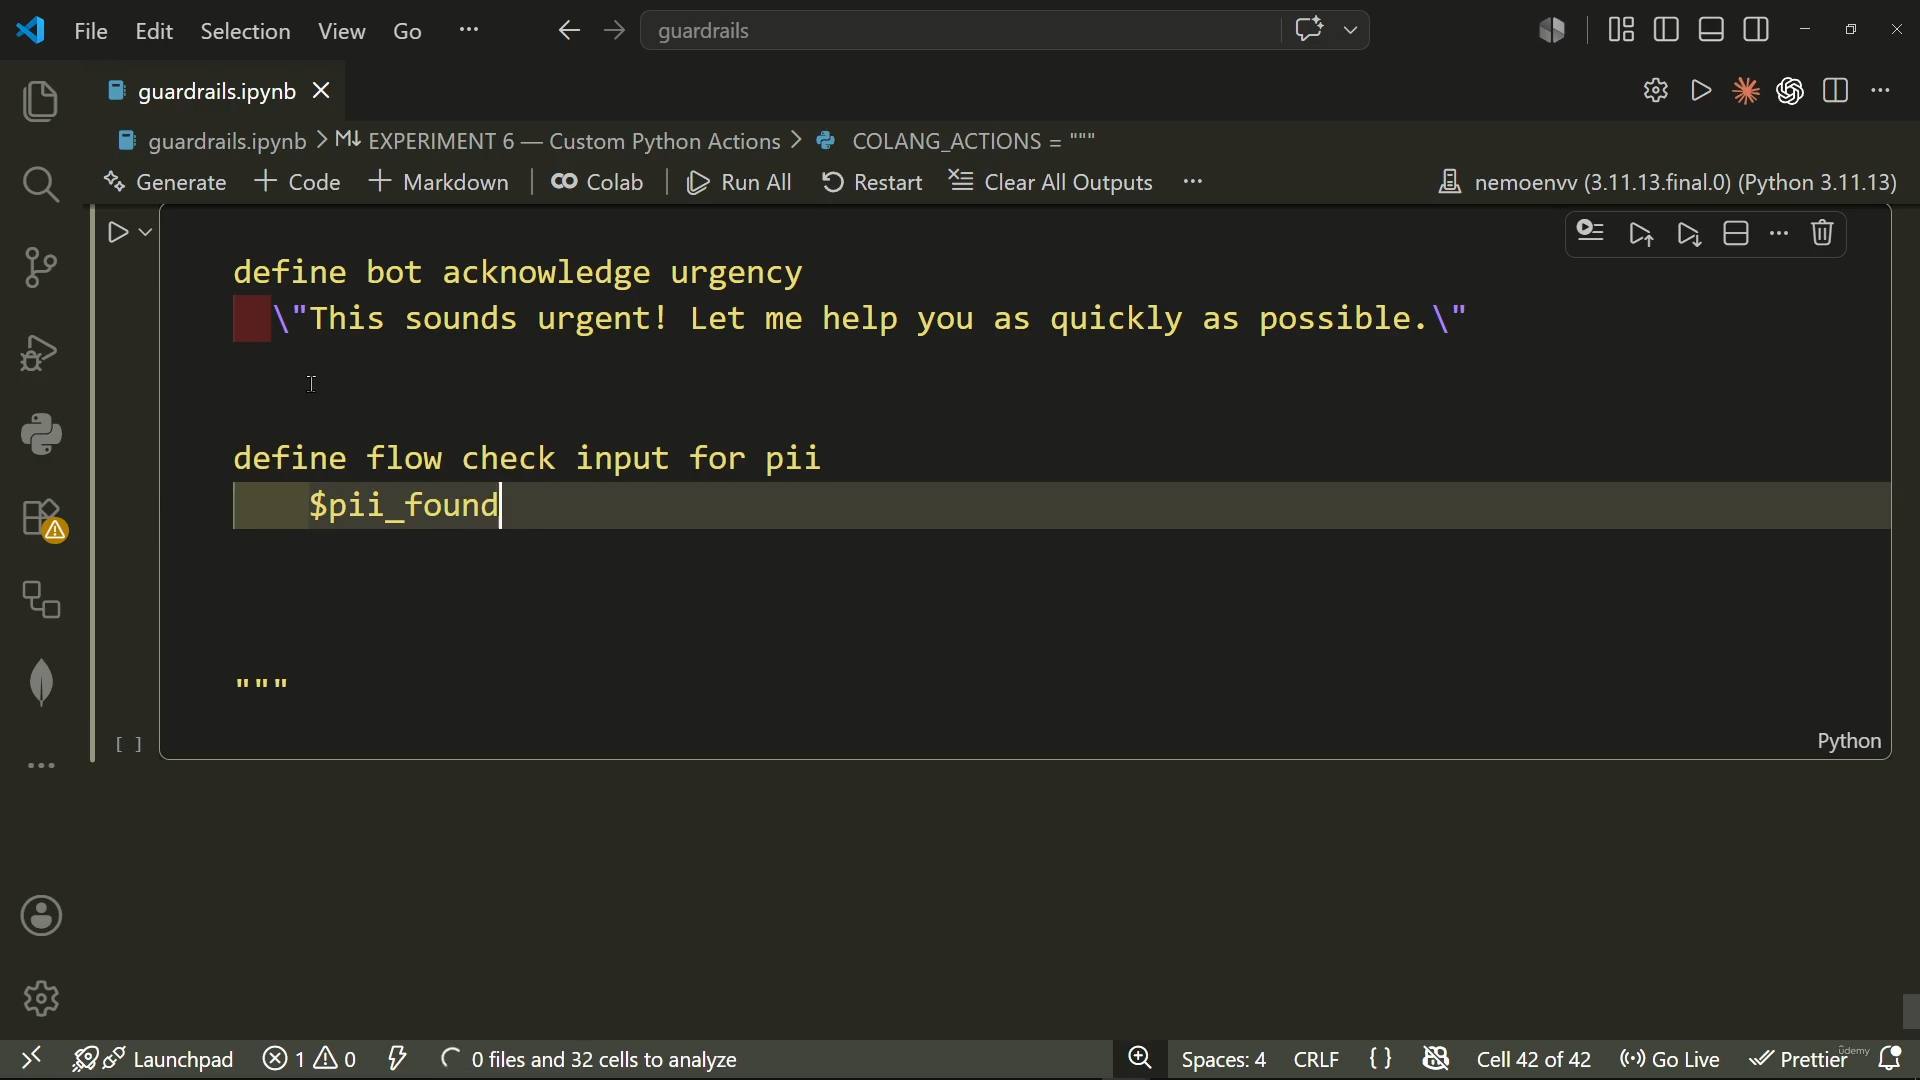 File Edit Selection View Go
guardrails
guardrails.ipynb
guardrails.ipynb > M↓ EXPERIMENT 6 — Custom Python Actions > COLANG_ACTIONS = """
Generate + Code + Markdown Colab Run All Restart Clear All Outputs ··· nemoenvv (3.11.13.final.0) (Python 3.11.13)
define bot acknowledge urgency
\"This sounds urgent! Let me help you as quickly as possible.\"
define flow check input for pii
$pii_found
"""
[ ]
Python
Launchpad 1 0 0 files and 32 cells to analyze Spaces: 4 CRLF { } Cell 42 of 42 Go Live Prettier
ûdemy